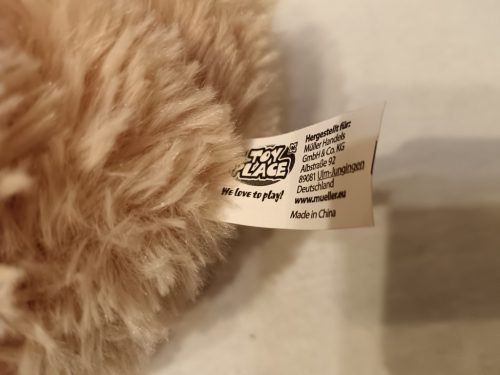 TOY
PLACE
We love to play!
Hergestellt für:
Müller Handels
GmbH & Co. KG
Albstraße 92
89081 Ulm-Jungingen
Deutschland
www.mueller.eu
Made in China